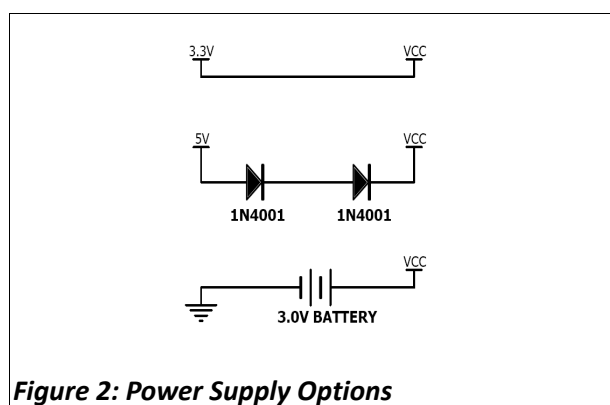 3.3V VCC
5V VCC
1N4001 1N4001
VCC
3.0V BATTERY
Figure 2: Power Supply Options